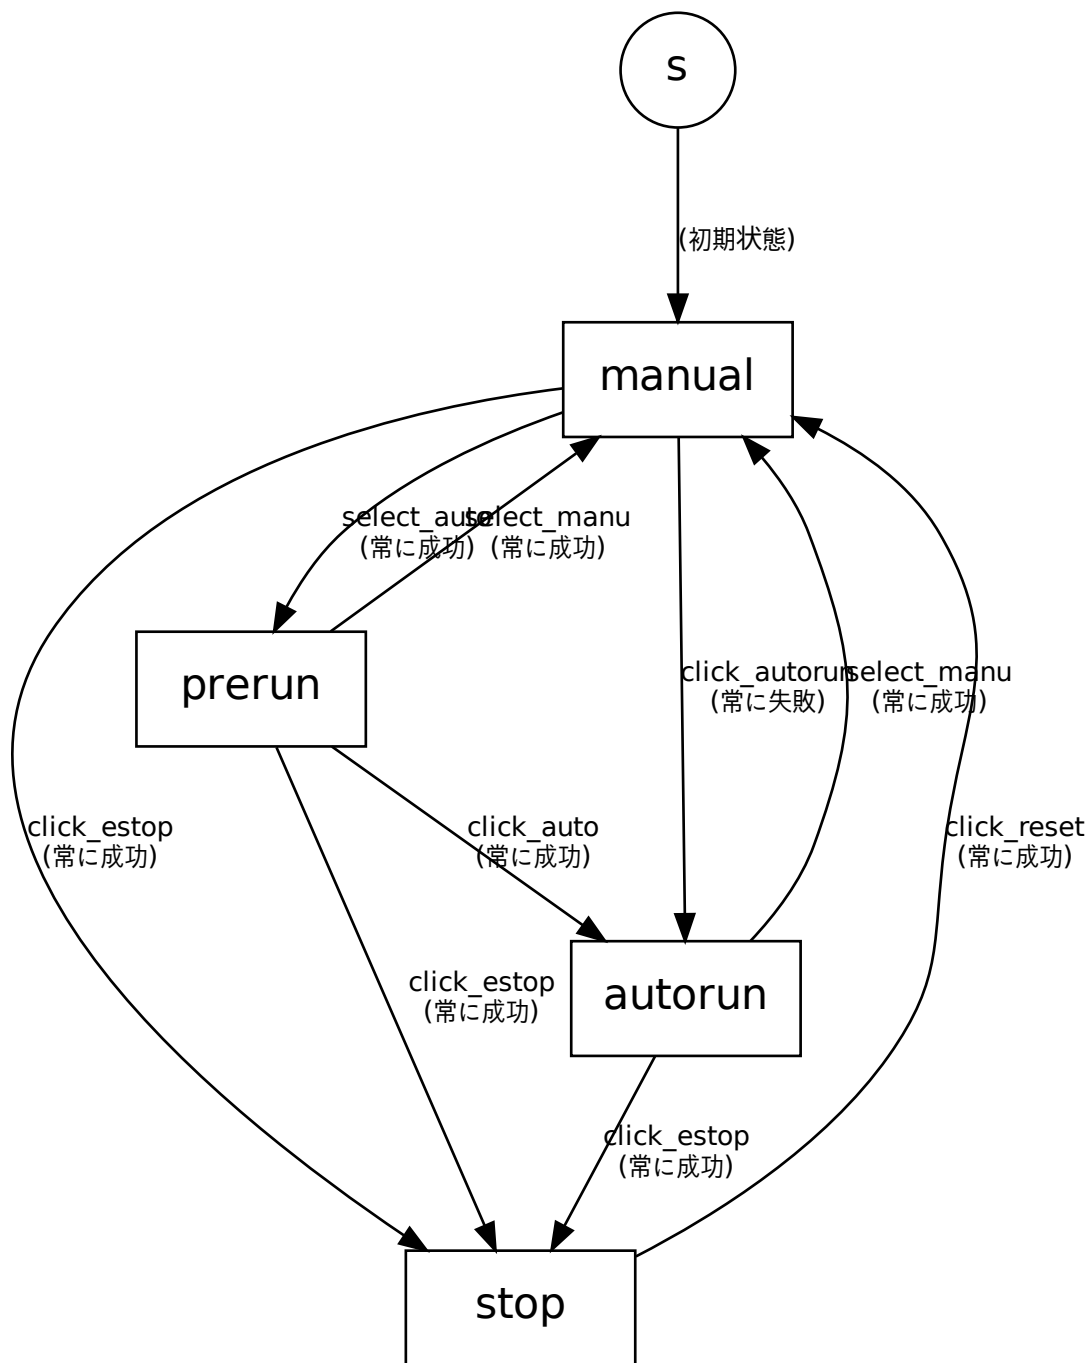 s
(初期状態)
manual
select_auto
(常に成功)
select_manu
(常に成功)
prerun
click_autorun
(常に失敗)
select_manu
(常に成功)
click_estop
(常に成功)
click_auto
(常に成功)
click_reset
(常に成功)
click_estop
(常に成功)
autorun
click_estop
(常に成功)
stop